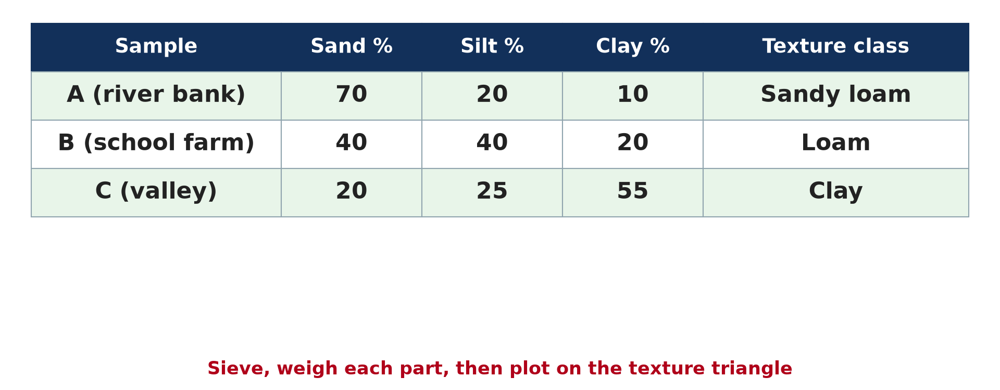 Sample Sand % Silt % Clay % Texture class
A (river bank) 70 20 10 Sandy loam
B (school farm) 40 40 20 Loam
C (valley) 20 25 55 Clay
Sieve, weigh each part, then plot on the texture triangle